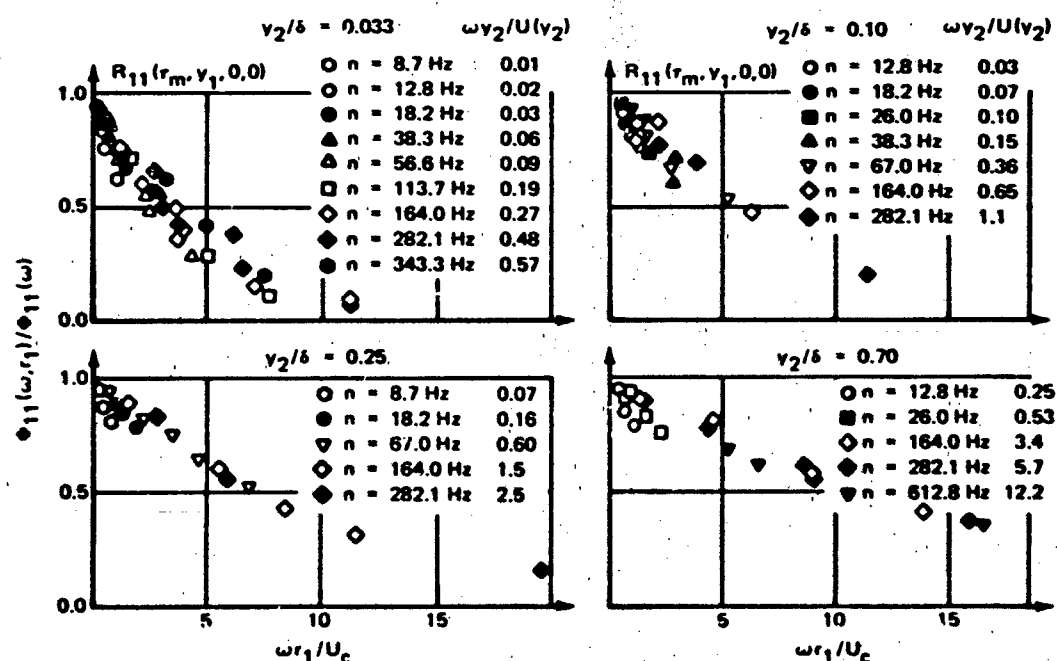 y₂/δ = 0.033 ωy₂/U(y₂)
R₁₁(τₘ, y₁, 0,0)
○ n = 8.7 Hz 0.01
○ n = 12.8 Hz 0.02
● n = 18.2 Hz 0.03
▲ n = 38.3 Hz 0.06
△ n = 56.6 Hz 0.09
□ n = 113.7 Hz 0.19
◇ n = 164.0 Hz 0.27
◆ n = 282.1 Hz 0.48
● n = 343.3 Hz 0.57
1.0
0.5
0.0
y₂/δ = 0.10 ωy₂/U(y₂)
R₁₁(τₘ, y₁, 0,0)
○ n = 12.8 Hz 0.03
● n = 18.2 Hz 0.07
■ n = 26.0 Hz 0.10
▲ n = 38.3 Hz 0.15
▽ n = 67.0 Hz 0.36
◇ n = 164.0 Hz 0.65
◆ n = 282.1 Hz 1.1
5 10 15
Φ₁₁(ω,r₁)/Φ₁₁(ω)
y₂/δ = 0.25
○ n = 8.7 Hz 0.07
● n = 18.2 Hz 0.16
▽ n = 67.0 Hz 0.60
◇ n = 164.0 Hz 1.5
◆ n = 282.1 Hz 2.5
1.0
0.5
0.0
5 10 15
ωr₁/U꜀
y₂/δ = 0.70
○ n = 12.8 Hz 0.25
■ n = 26.0 Hz 0.53
◇ n = 164.0 Hz 3.4
◆ n = 282.1 Hz 5.7
▼ n = 612.8 Hz 12.2
5 10 15
ωr₁/U꜀